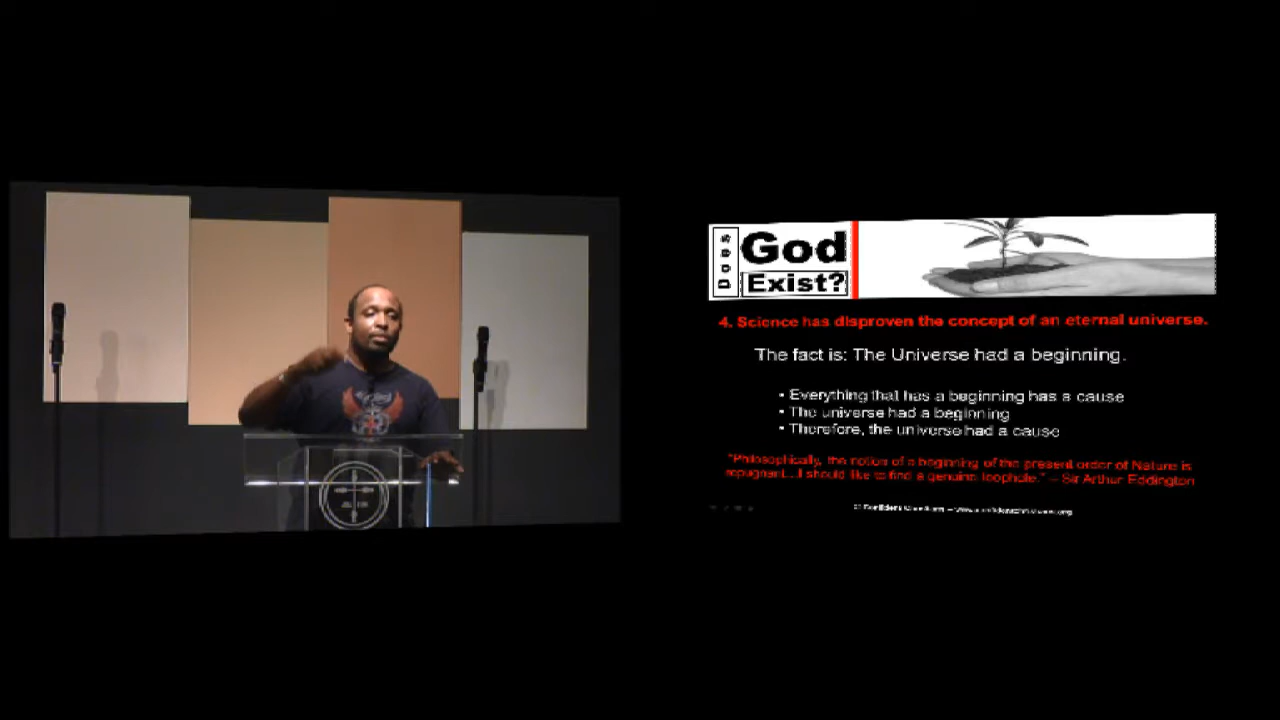 Does
God
Exist?
4. Science has disproven the concept of an eternal universe.
The fact is: The Universe had a beginning.
• Everything that has a beginning has a cause
• The universe had a beginning
• Therefore, the universe had a cause
"Philosophically, the notion of a beginning of the present order of Nature is
repugnant... I should like to find a genuine loophole." – Sir Arthur Eddington